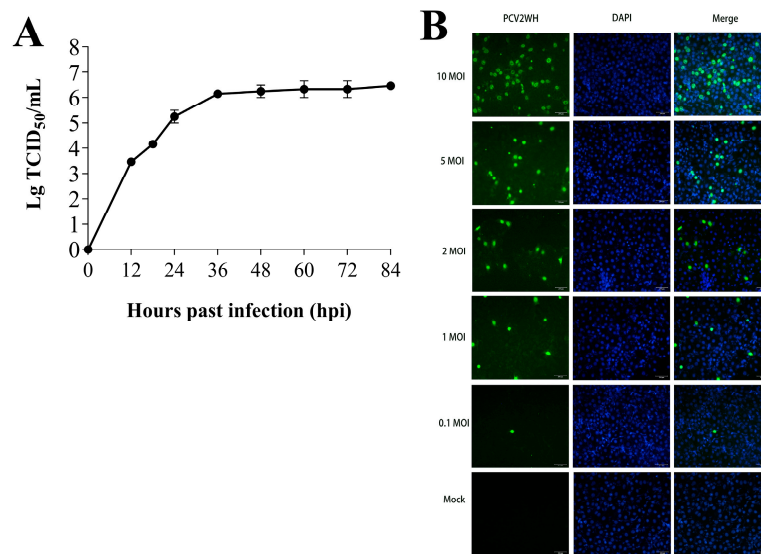 A
8
7
6
5
4
3
2
1
0
Lg TCID50/mL
0 12 24 36 48 60 72 84
Hours past infection (hpi)
B
PCV2WH DAPI Merge
10 MOI
5 MOI
2 MOI
1 MOI
0.1 MOI
Mock